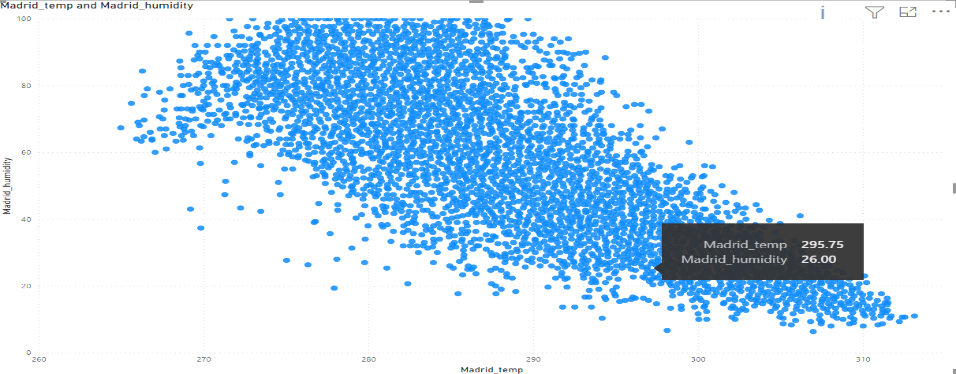 Madrid_temp and Madrid_humidity
100
80
60
40
20
0
Madrid_humidity
Madrid_temp 295.75
Madrid_humidity 26.00
260 270 280 290 300 310
Madrid_temp